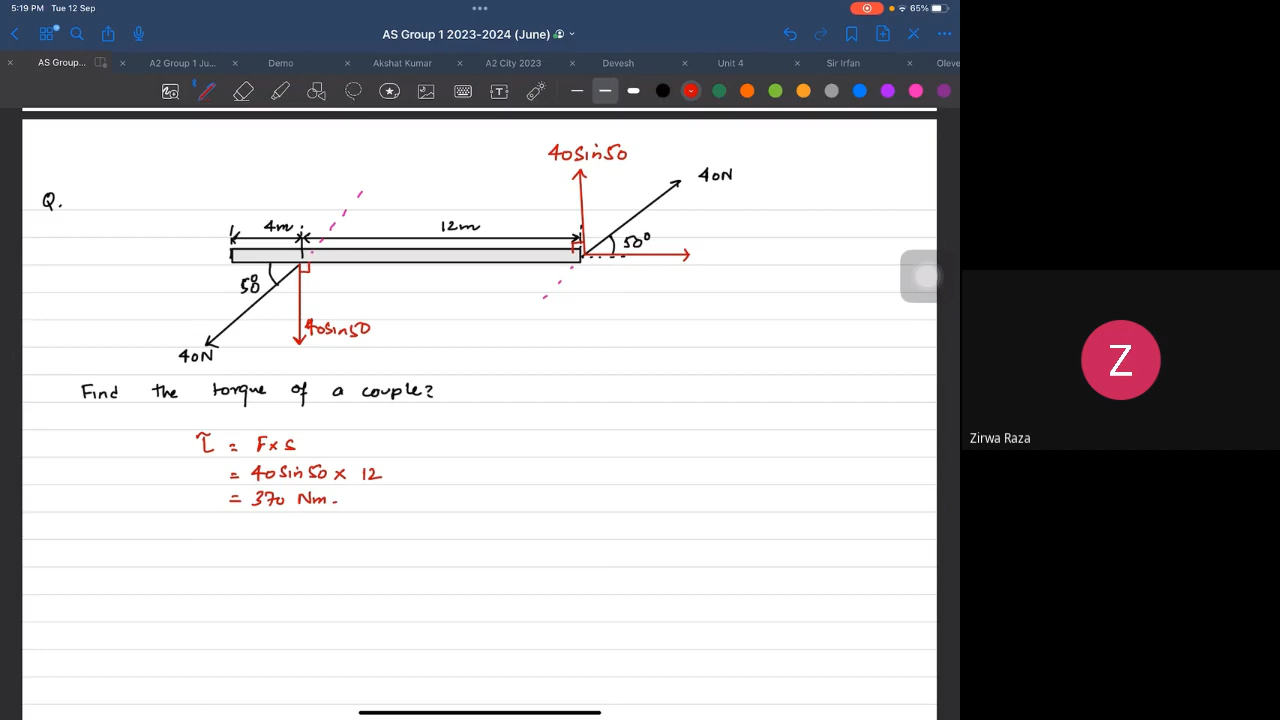 5:19 PM Tue 12 Sep
65%
AS Group 1 2023-2024 (June)
AS Group...
A2 Group 1 Ju...
Demo
Akshat Kumar
A2 City 2023
Devesh
Unit 4
Sir Irfan
Oleve
40sin50
40N
Q.
4m
12m
50°
50°
40sin50
40N
Find the torque of a couple?
τ = F×s
= 40sin50 × 12
= 370 Nm.
Z
Zirwa Raza